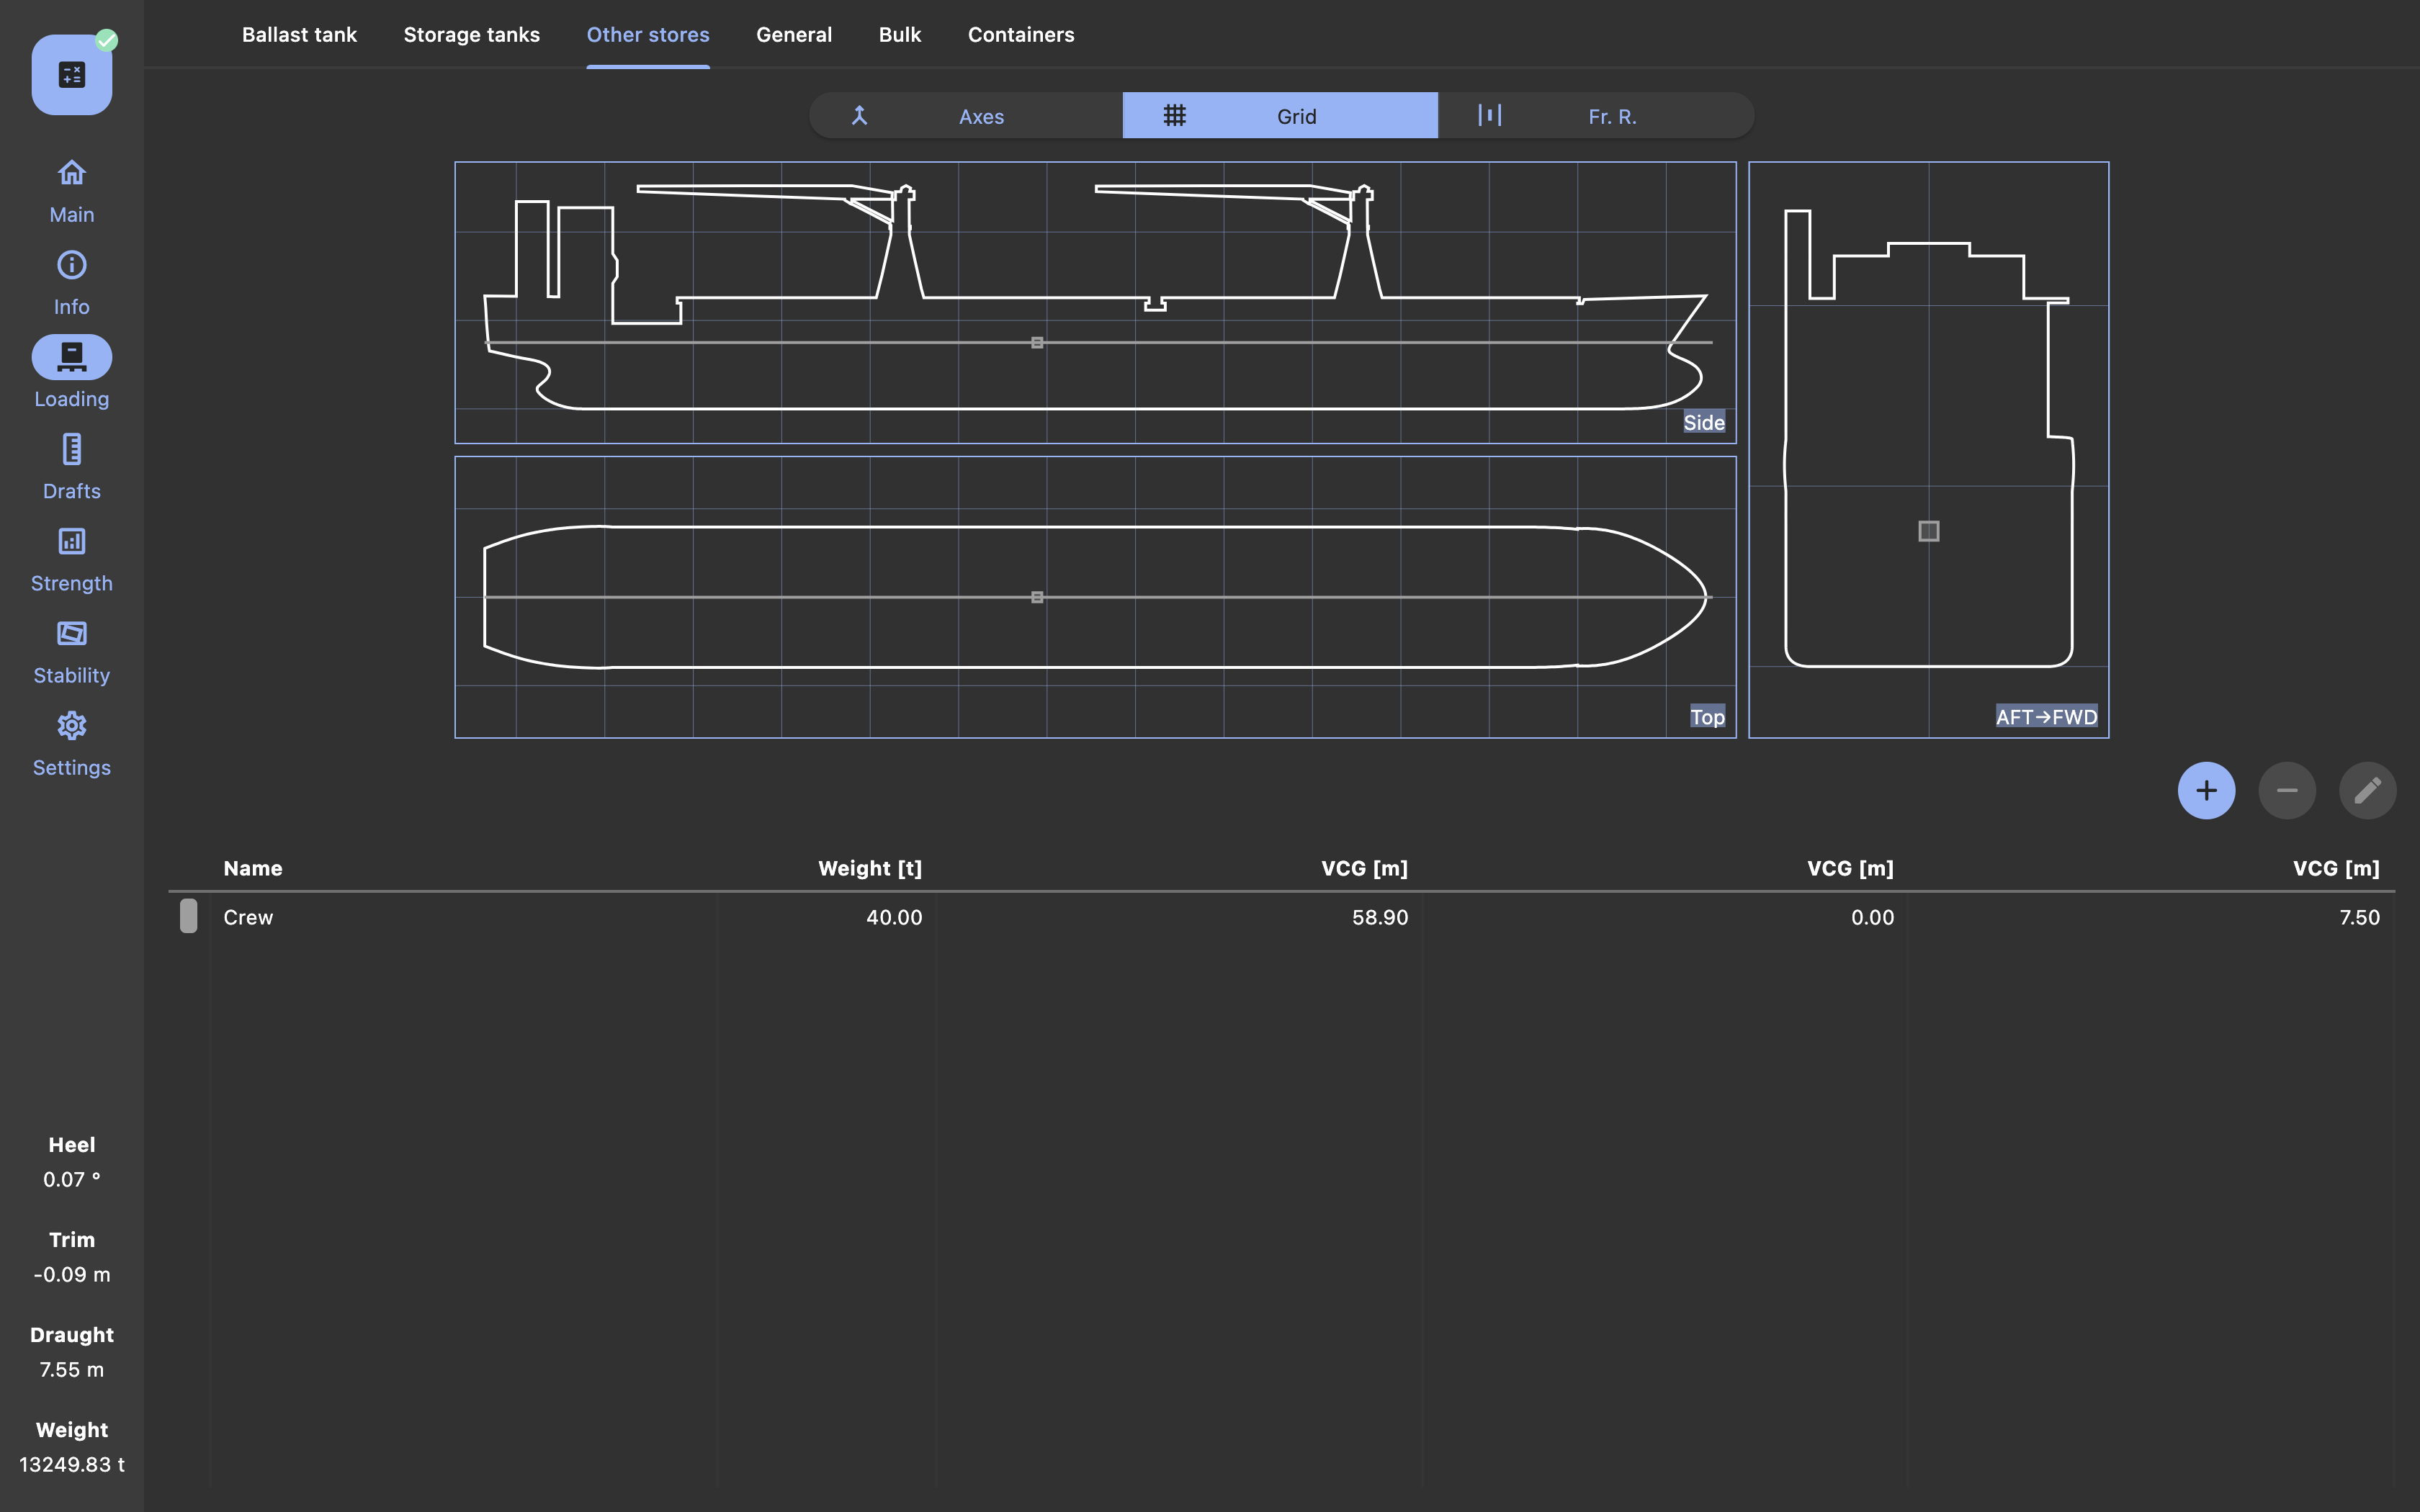 Ballast tank Storage tanks Other stores General Bulk Containers
Axes Grid Fr. R.
Main
Info
Loading
Drafts
Strength
Stability
Settings
Side
Top
AFT→FWD
Name Weight [t] VCG [m] VCG [m] VCG [m]
Crew 40.00 58.90 0.00 7.50
Heel
0.07 °
Trim
-0.09 m
Draught
7.55 m
Weight
13249.83 t